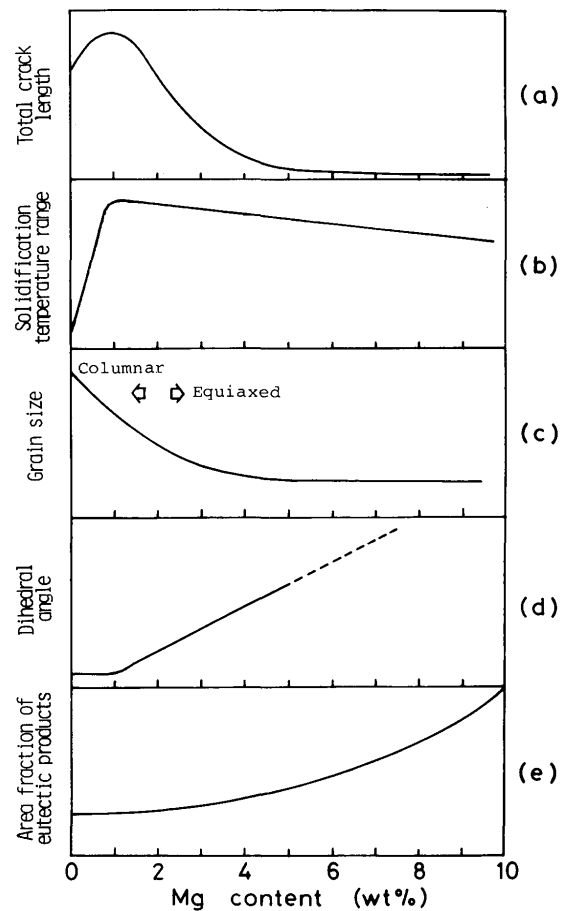 Total crack
length
(a)
Solidification
temperature range
(b)
Columnar
Equiaxed
Grain size
(c)
Dihedral
angle
(d)
Area fraction of
eutectic products
(e)
0 2 4 6 8 10
Mg content (wt%)